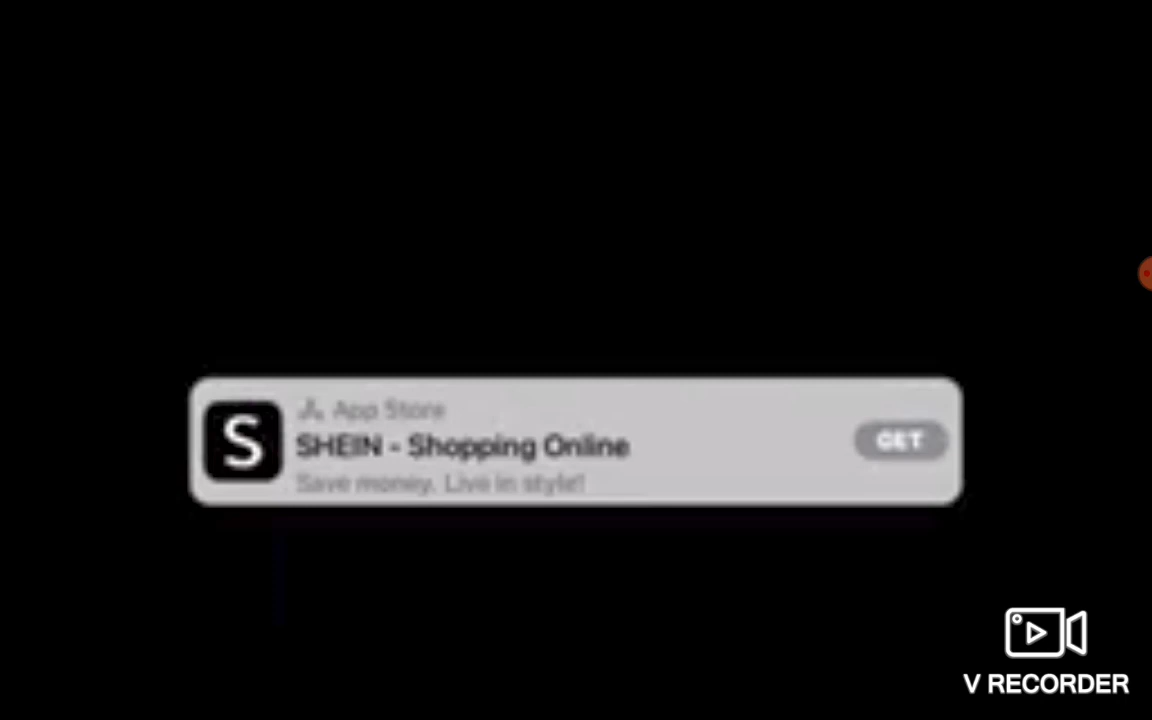 S
App Store
SHEIN - Shopping Online
GET
Save money. Live in style!
V RECORDER